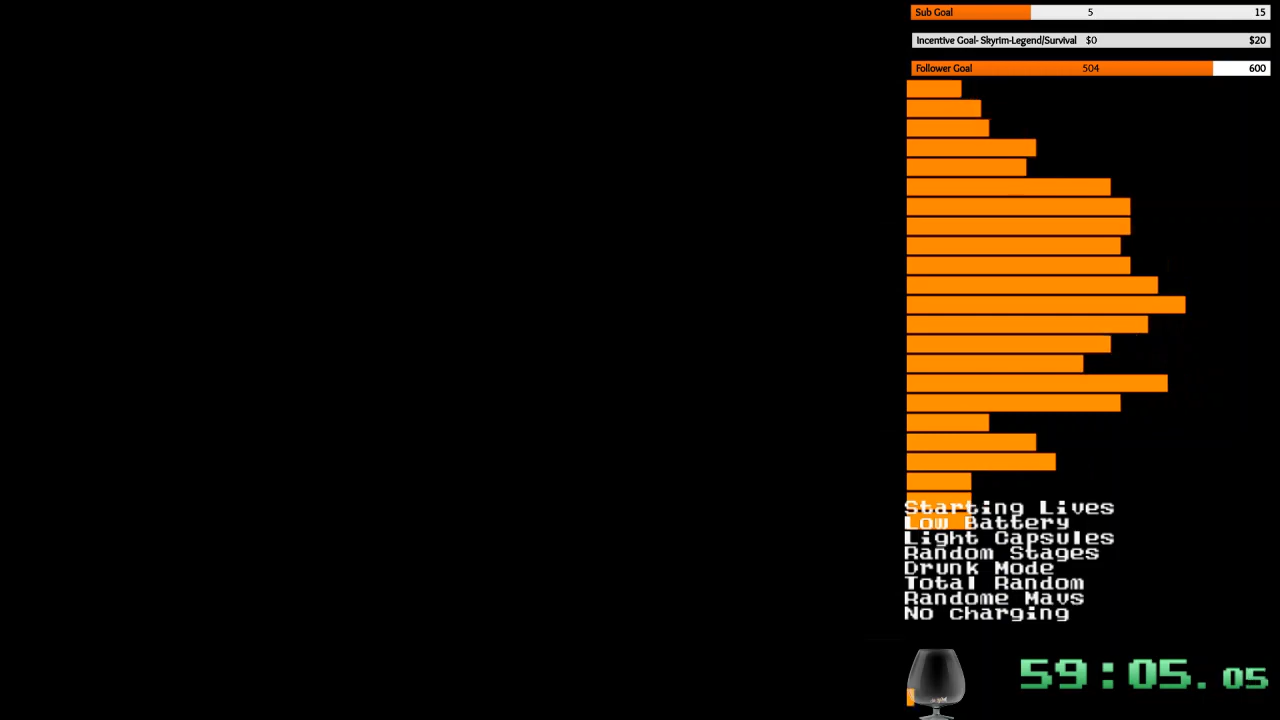 Sub Goal 5 15
Incentive Goal- Skyrim-Legend/Survival $0 $20
Follower Goal 504 600
Starting Lives
Low Battery
Light Capsules
Random Stages
Drunk Mode
Total Random
Randome Mavs
No charging
59:05.05